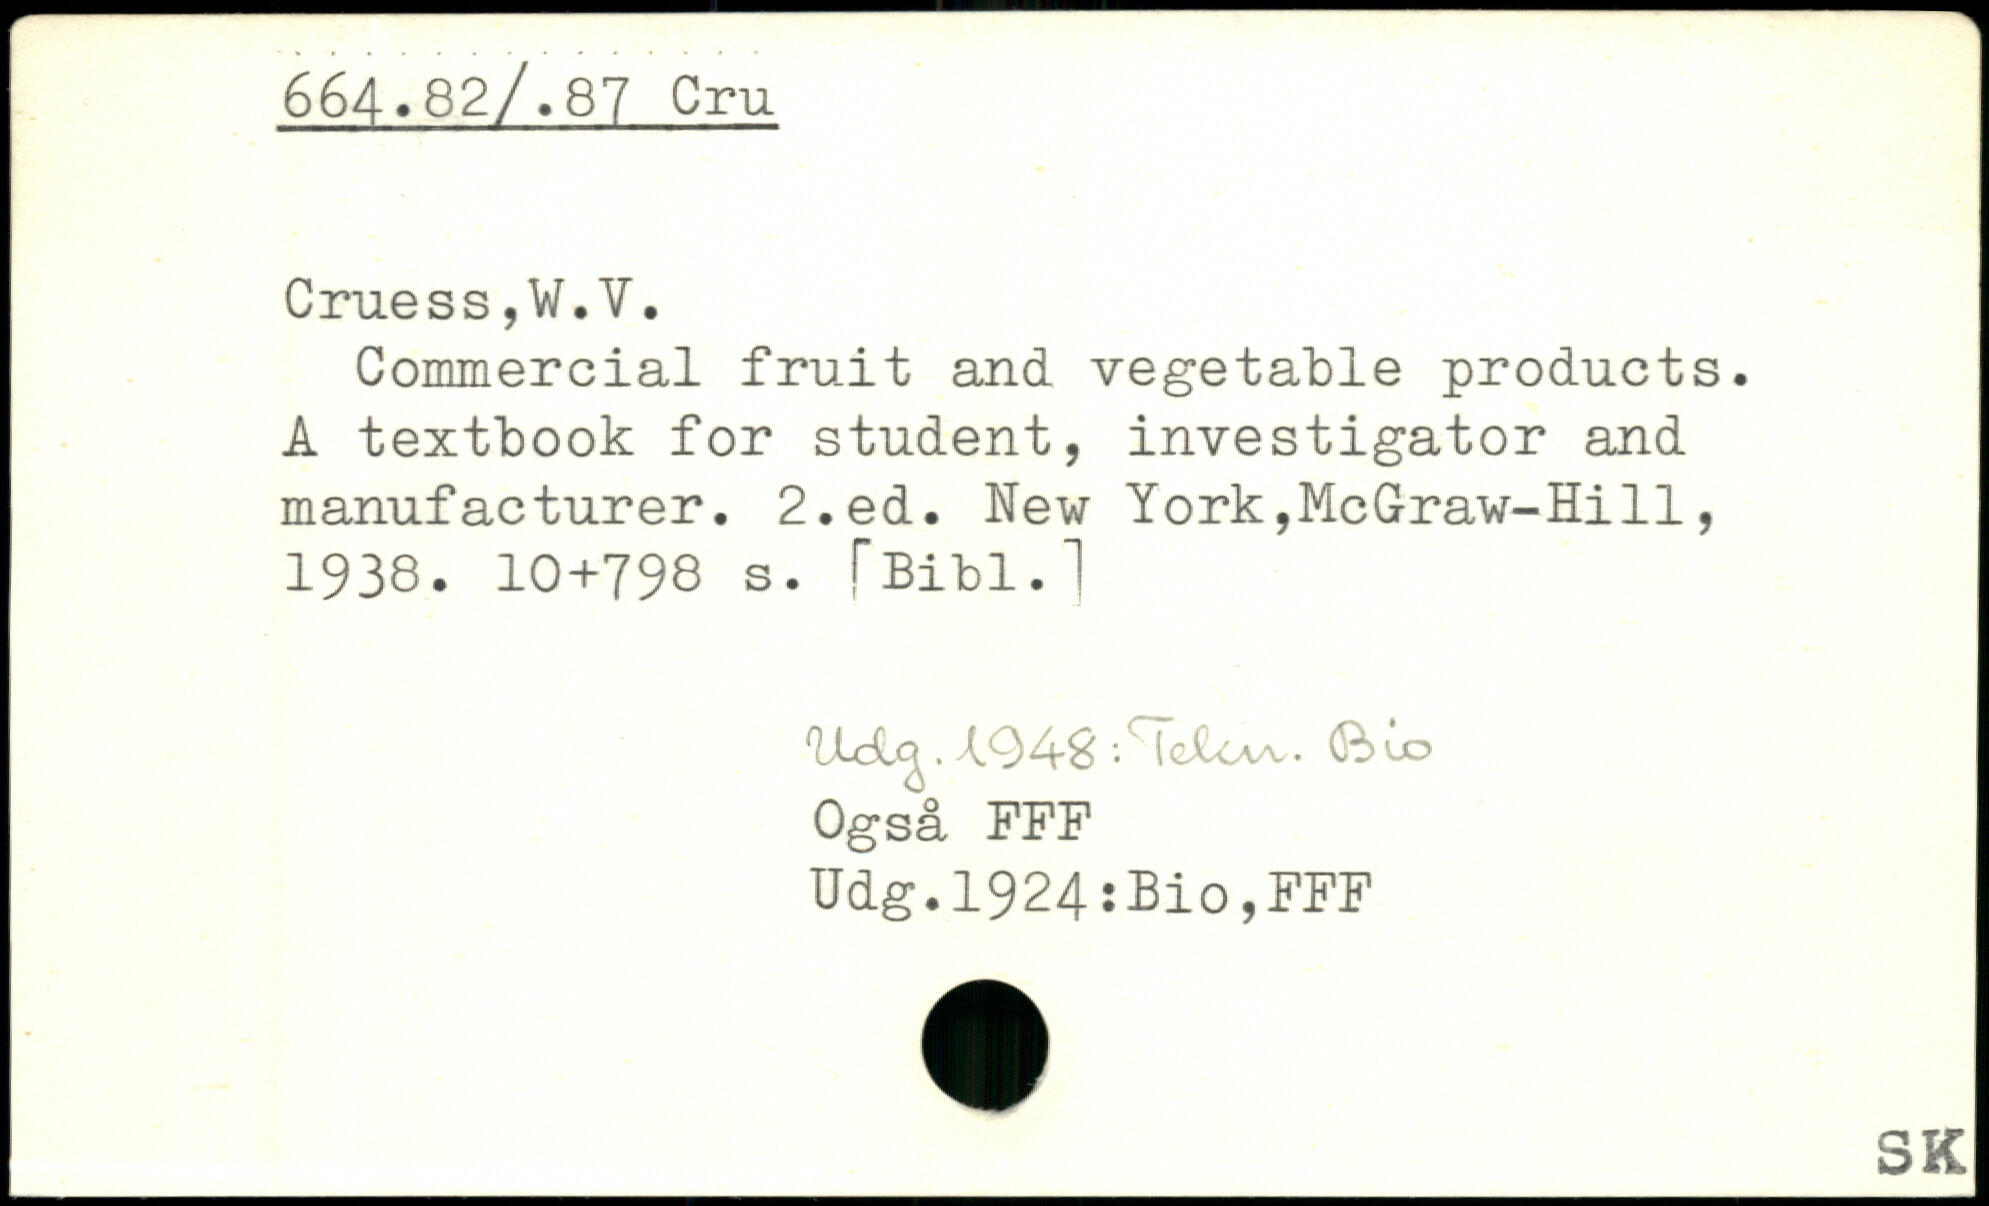 664.82/.87 Cru
Cruess,W.V.
Commercial fruit and vegetable products.
A textbook for student, investigator and
manufacturer. 2.ed. New York,McGraw-Hill,
1938. 10+798 s. [Bibl.]
Udg. 1948: Tekn. Bio
Også FFF
Udg.1924:Bio,FFF
SK